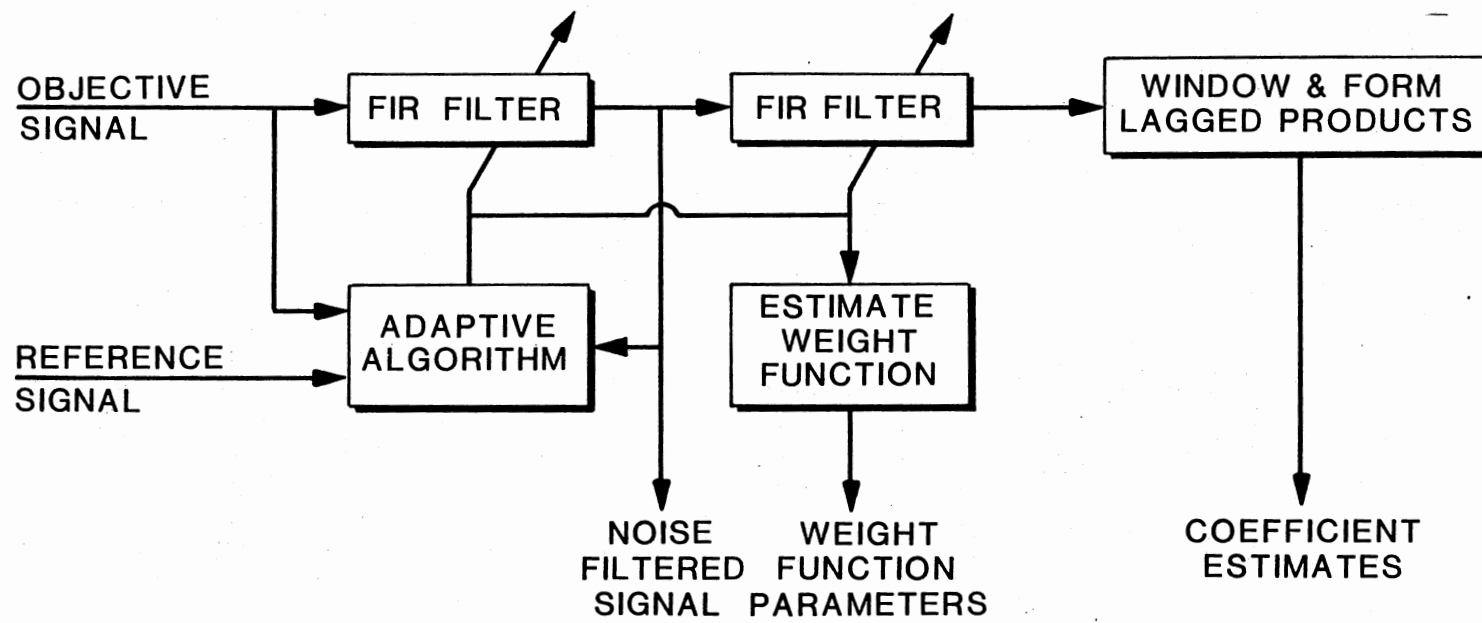 OBJECTIVE
SIGNAL
FIR FILTER
FIR FILTER
WINDOW & FORM
LAGGED PRODUCTS
REFERENCE
SIGNAL
ADAPTIVE
ALGORITHM
ESTIMATE
WEIGHT
FUNCTION
NOISE
FILTERED
SIGNAL
WEIGHT
FUNCTION
PARAMETERS
COEFFICIENT
ESTIMATES